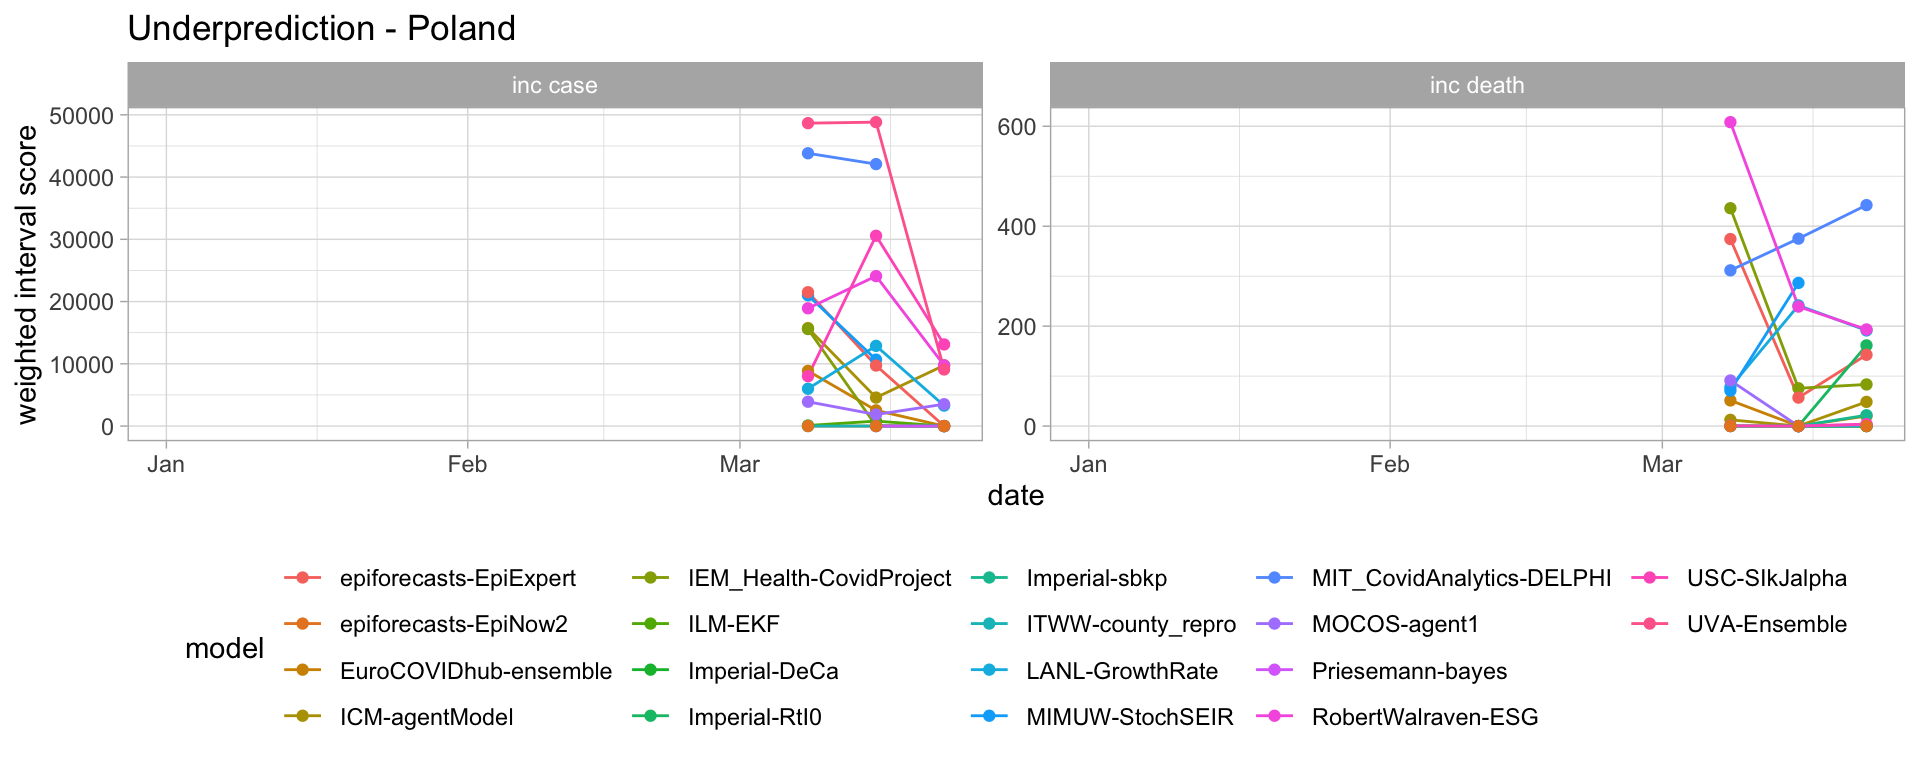 Underprediction - Poland
inc case
inc death
weighted interval score
50000
40000
30000
20000
10000
0
600
400
200
0
Jan Feb Mar
Jan Feb Mar
date
model
epiforecasts-EpiExpert
epiforecasts-EpiNow2
EuroCOVIDhub-ensemble
ICM-agentModel
IEM_Health-CovidProject
ILM-EKF
Imperial-DeCa
Imperial-RtI0
Imperial-sbkp
ITWW-county_repro
LANL-GrowthRate
MIMUW-StochSEIR
MIT_CovidAnalytics-DELPHI
MOCOS-agent1
Priesemann-bayes
RobertWalraven-ESG
USC-SIkJalpha
UVA-Ensemble